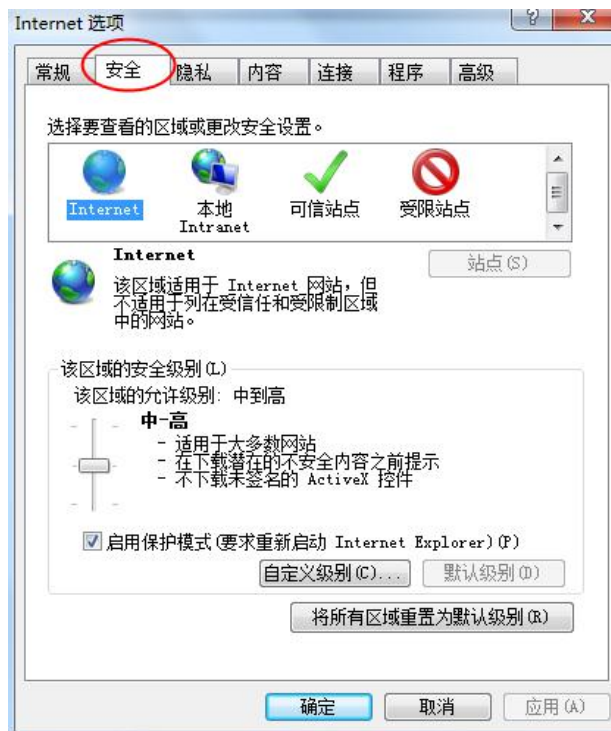 Internet 选项
常规 安全 隐私 内容 连接 程序 高级
选择要查看的区域或更改安全设置。
Internet 本地 可信站点 受限站点
Intranet
Internet
站点(S)
该区域适用于 Internet 网站，但
不适用于列在受信任和受限制区域
中的网站。
该区域的安全级别(L)
该区域的允许级别: 中到高
中-高
- 适用于大多数网站
- 在下载潜在的不安全内容之前提示
- 不下载未签名的 ActiveX 控件
启用保护模式(要求重新启动 Internet Explorer)(P)
自定义级别(C)... 默认级别(D)
将所有区域重置为默认级别(R)
确定 取消 应用(A)